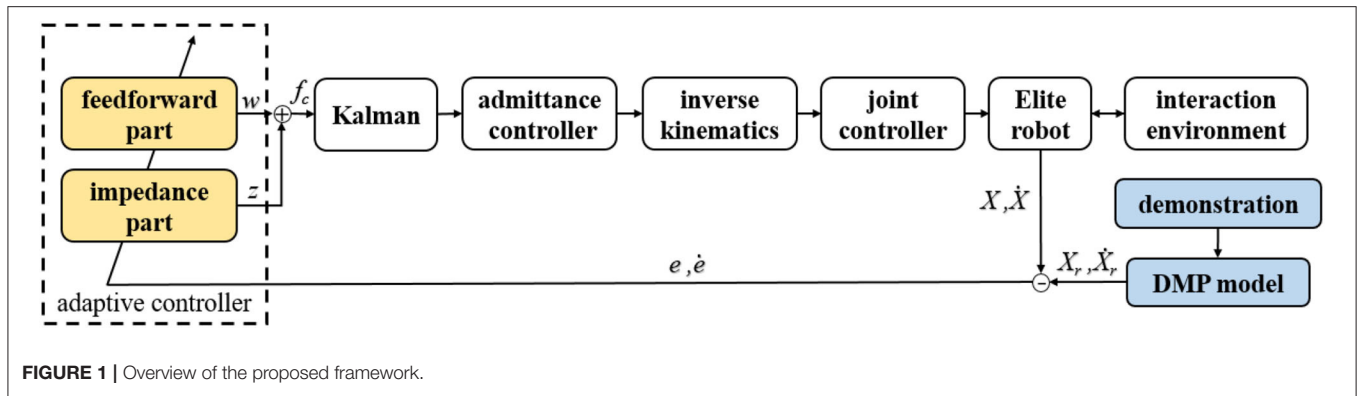 feedforward
part
impedance
part
adaptive controller
w
z
+
f_c
Kalman
admittance
controller
inverse
kinematics
joint
controller
Elite
robot
interaction
environment
X ,Ẋ
demonstration
DMP model
X_r ,Ẋ_r
-
e ,ė
FIGURE 1 | Overview of the proposed framework.